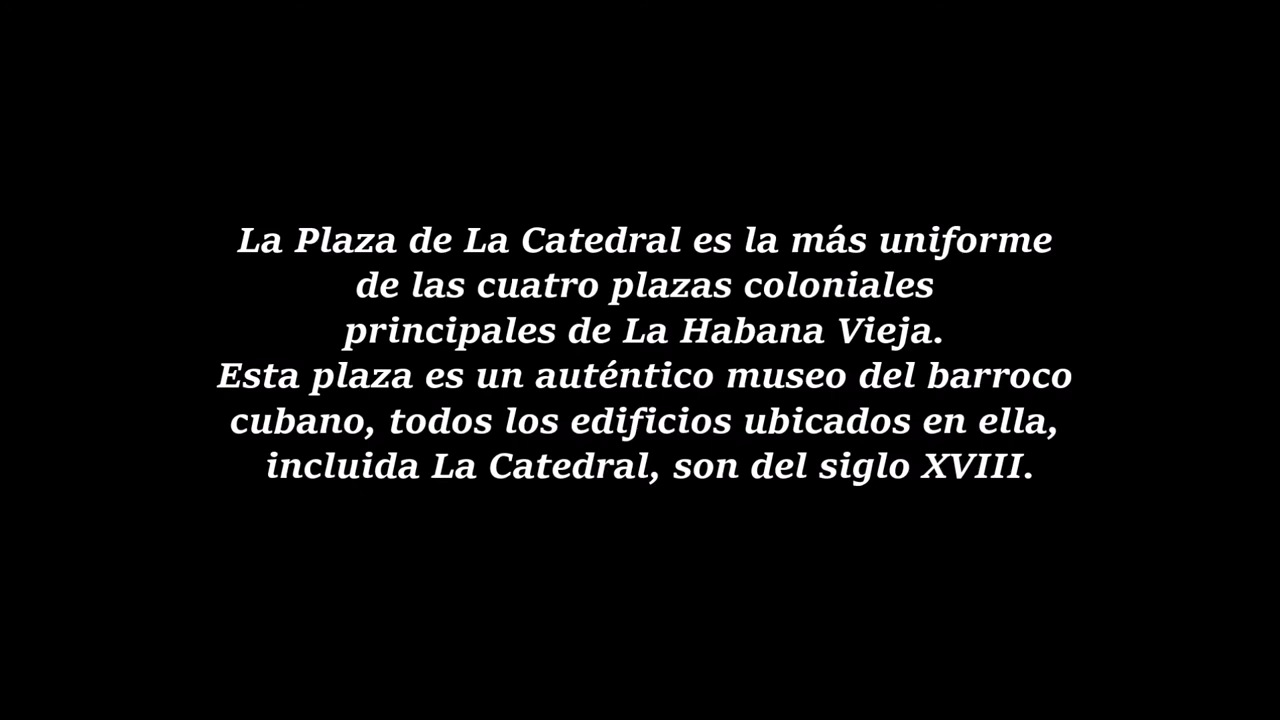 La Plaza de La Catedral es la más uniforme
de las cuatro plazas coloniales
principales de La Habana Vieja.
Esta plaza es un auténtico museo del barroco
cubano, todos los edificios ubicados en ella,
incluida La Catedral, son del siglo XVIII.